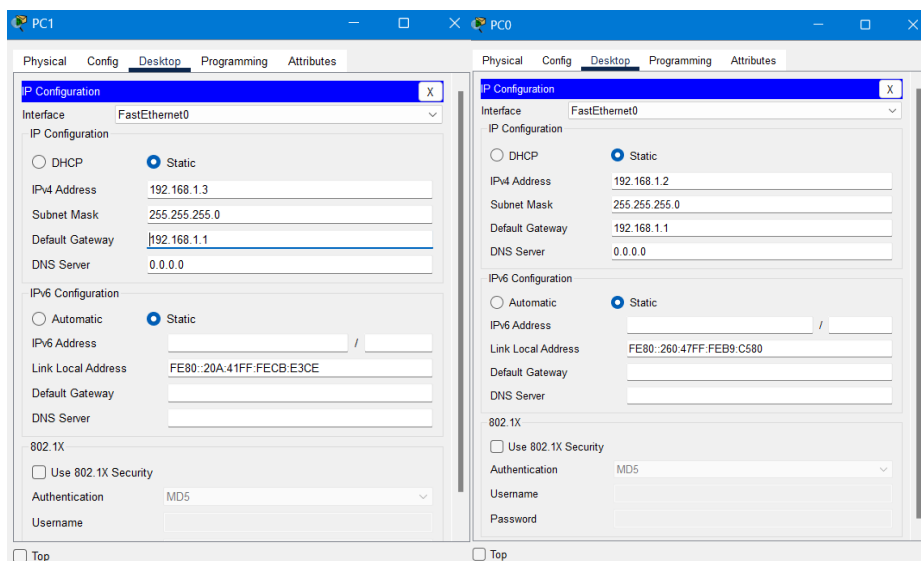 PC1
Physical Config Desktop Programming Attributes
IP Configuration X
Interface FastEthernet0
IP Configuration
DHCP Static
IPv4 Address 192.168.1.3
Subnet Mask 255.255.255.0
Default Gateway 192.168.1.1
DNS Server 0.0.0.0
IPv6 Configuration
Automatic Static
IPv6 Address /
Link Local Address FE80::20A:41FF:FECB:E3CE
Default Gateway
DNS Server
802.1X
Use 802.1X Security
Authentication MD5
Username
Top
PC0
Physical Config Desktop Programming Attributes
IP Configuration X
Interface FastEthernet0
IP Configuration
DHCP Static
IPv4 Address 192.168.1.2
Subnet Mask 255.255.255.0
Default Gateway 192.168.1.1
DNS Server 0.0.0.0
IPv6 Configuration
Automatic Static
IPv6 Address /
Link Local Address FE80::260:47FF:FEB9:C580
Default Gateway
DNS Server
802.1X
Use 802.1X Security
Authentication MD5
Username
Password
Top